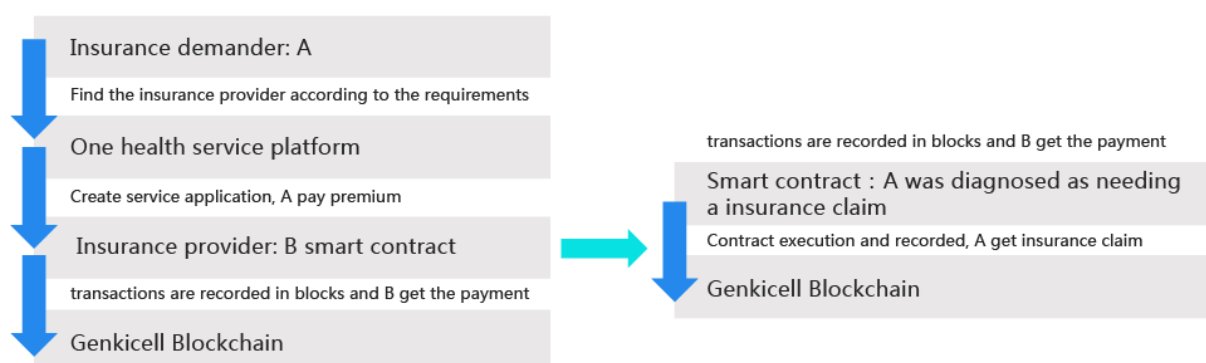 Insurance demander: A
Find the insurance provider according to the requirements
One health service platform
Create service application, A pay premium
Insurance provider: B smart contract
transactions are recorded in blocks and B get the payment
Genkicell Blockchain
transactions are recorded in blocks and B get the payment
Smart contract : A was diagnosed as needing
a insurance claim
Contract execution and recorded, A get insurance claim
Genkicell Blockchain